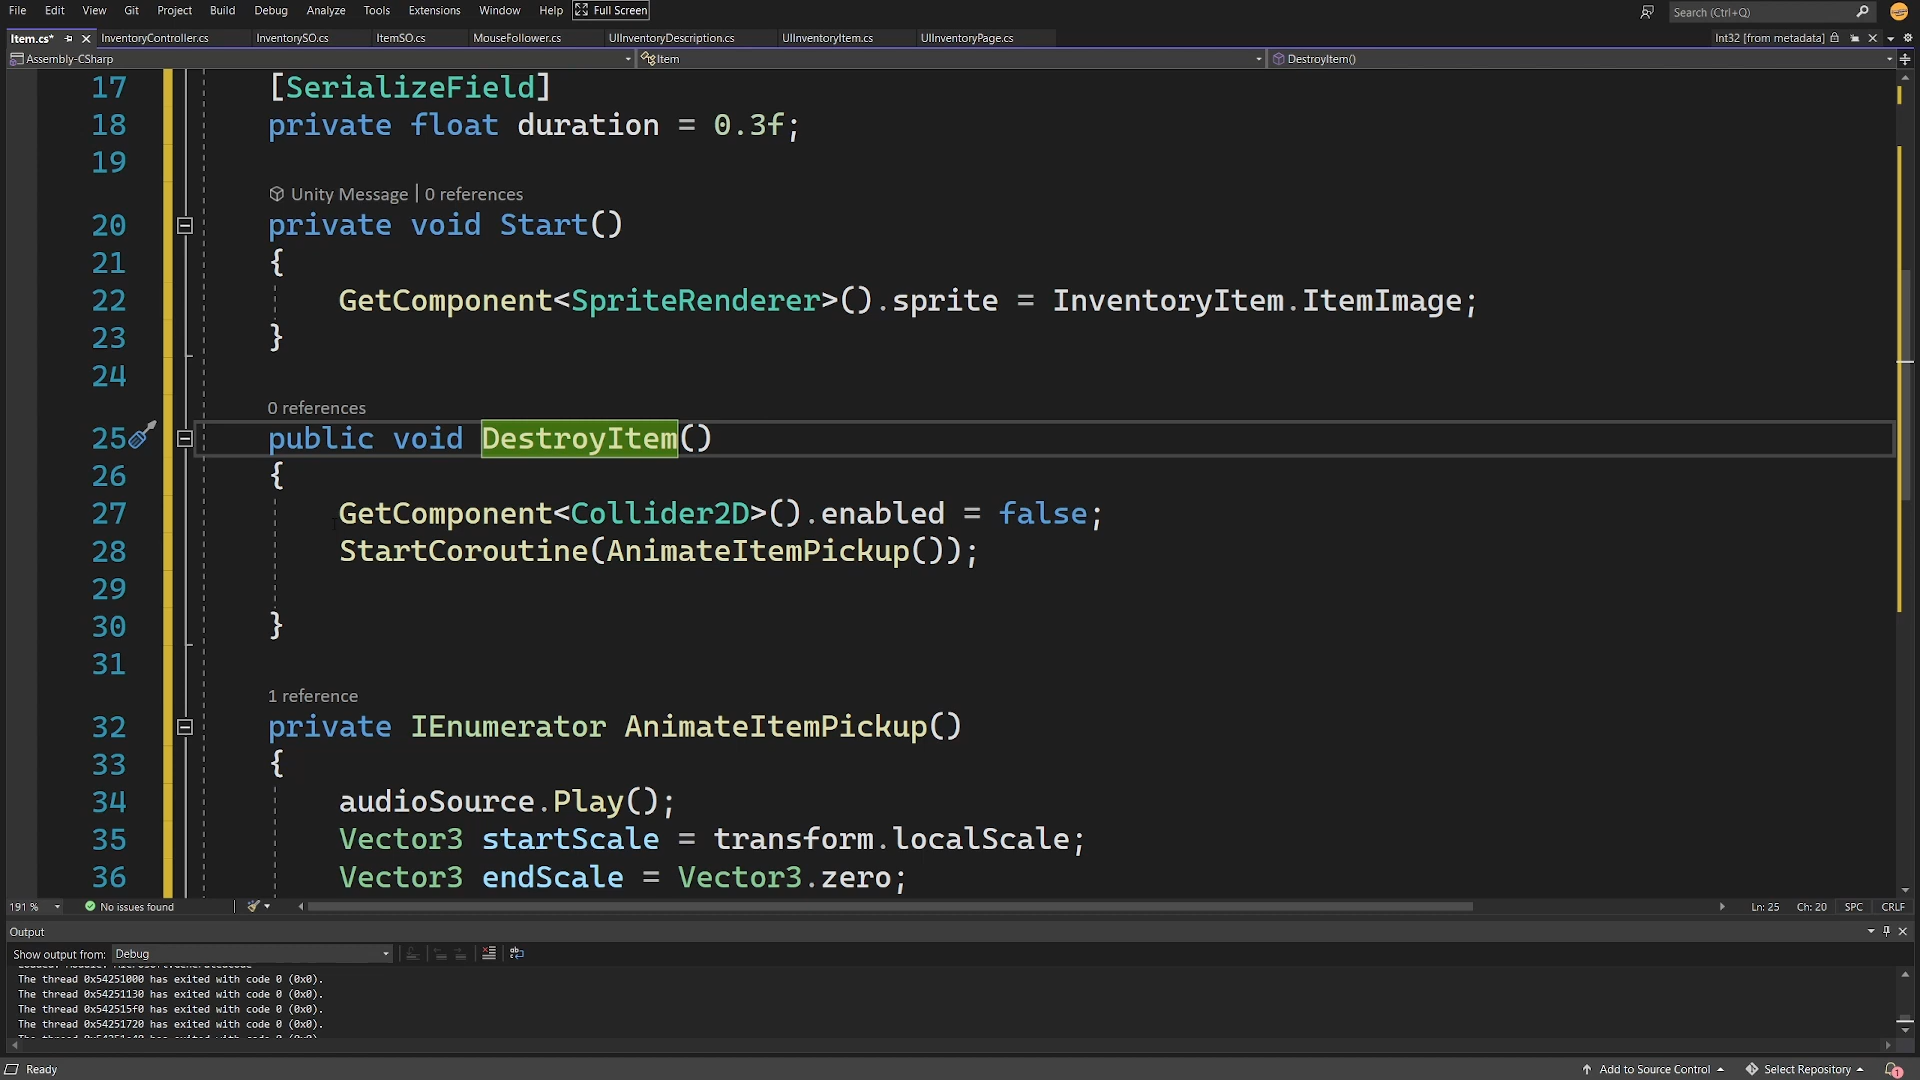 File Edit View Git Project Build Debug Analyze Tools Extensions Window Help Full Screen Search (Ctrl+Q)
Item.cs* InventoryController.cs InventorySO.cs ItemSO.cs MouseFollower.cs UIInventoryDescription.cs UIInventoryItem.cs UIInventoryPage.cs Int32 [from metadata]
Assembly-CSharp Item DestroyItem()
17 [SerializeField]
18 private float duration = 0.3f;
19
Unity Message | 0 references
20 private void Start()
21 {
22 GetComponent<SpriteRenderer>().sprite = InventoryItem.ItemImage;
23 }
24
0 references
25 public void DestroyItem()
26 {
27 GetComponent<Collider2D>().enabled = false;
28 StartCoroutine(AnimateItemPickup());
29
30 }
31
1 reference
32 private IEnumerator AnimateItemPickup()
33 {
34 audioSource.Play();
35 Vector3 startScale = transform.localScale;
36 Vector3 endScale = Vector3.zero;
191 % No issues found Ln: 25 Ch: 20 SPC CRLF
Output
Show output from: Debug
The thread 0x54251000 has exited with code 0 (0x0).
The thread 0x54251130 has exited with code 0 (0x0).
The thread 0x542515f0 has exited with code 0 (0x0).
The thread 0x54251720 has exited with code 0 (0x0).
Ready Add to Source Control Select Repository 1